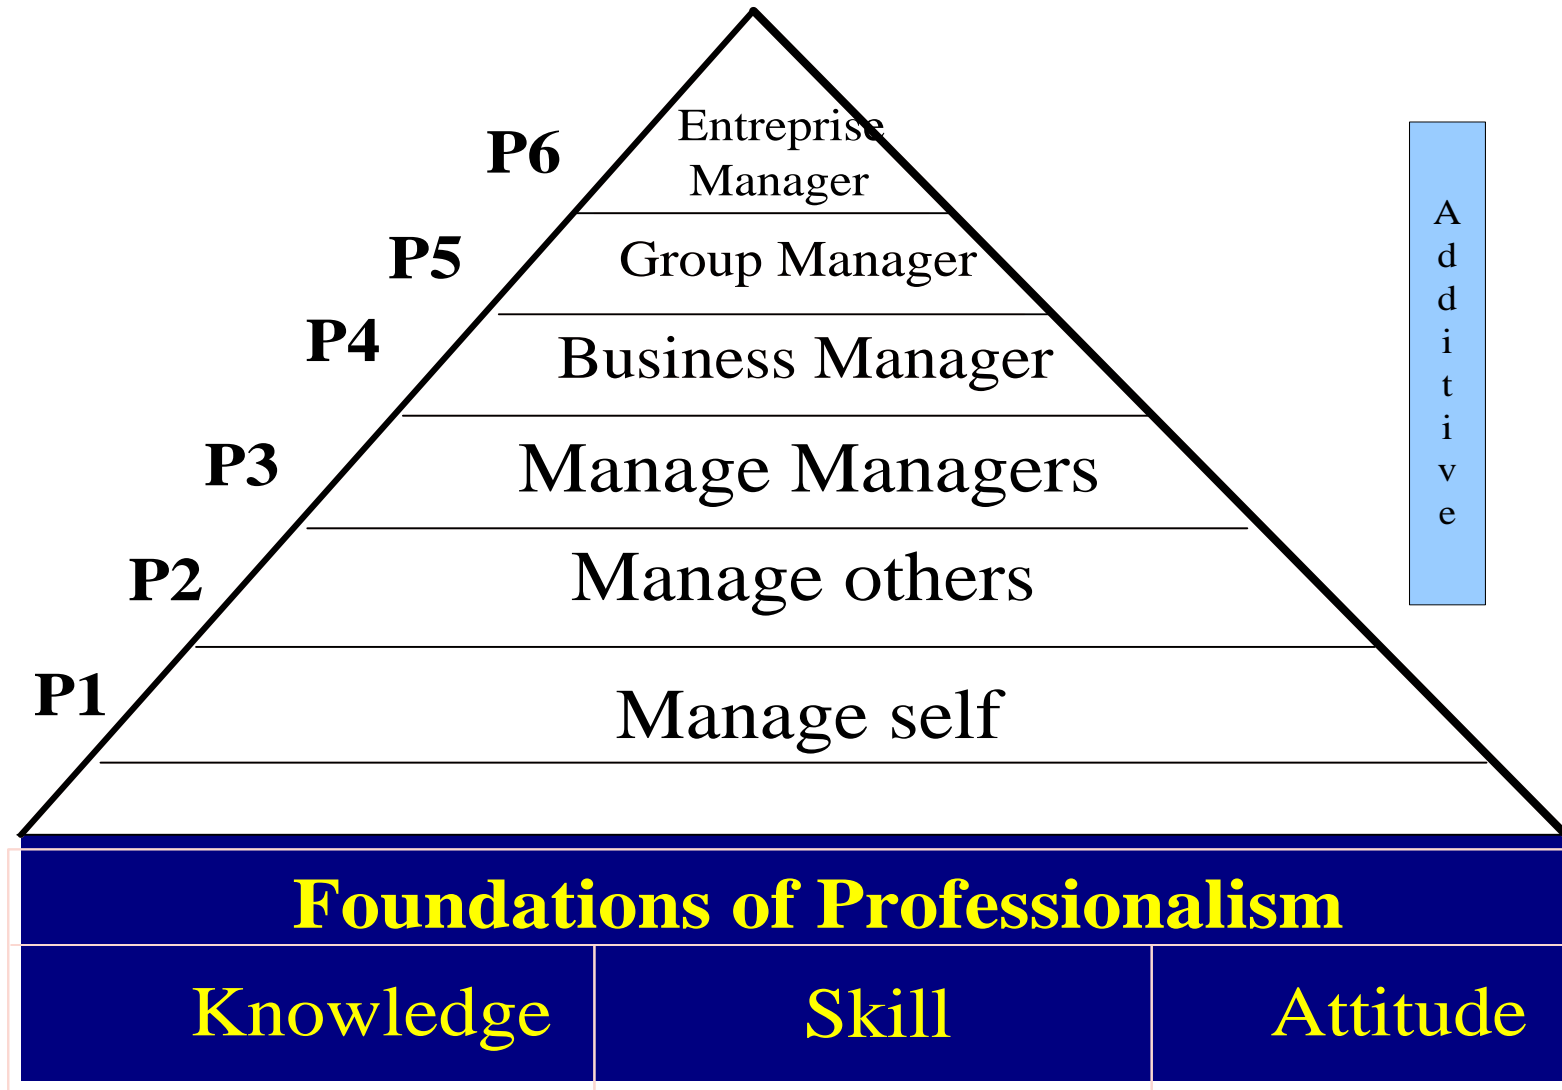 P6
Entreprise
Manager
P5
Group Manager
P4
Business Manager
P3
Manage Managers
P2
Manage others
P1
Manage self
A
d
d
i
t
i
v
e
Foundations of Professionalism
Knowledge
Skill
Attitude